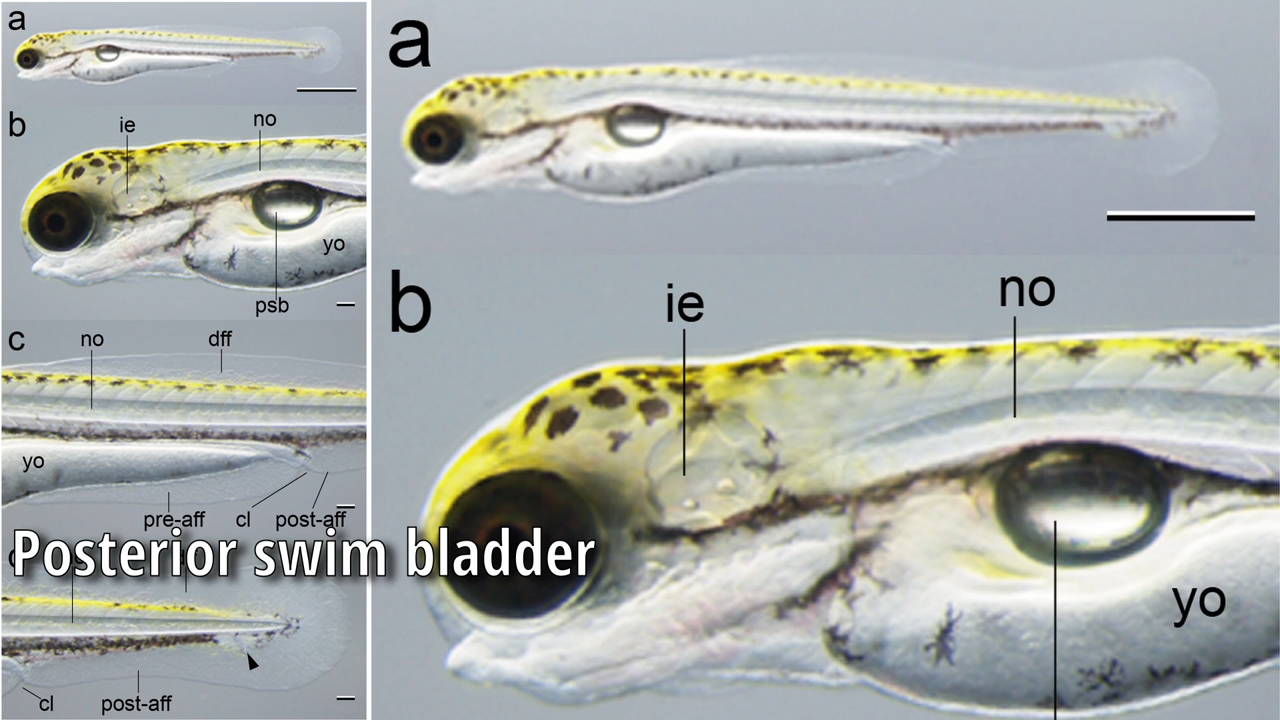 a
b
ie
no
yo
psb
c
no
dff
yo
pre-aff
cl
post-aff
Posterior swim bladder
cl
post-aff
a
b
ie
no
yo